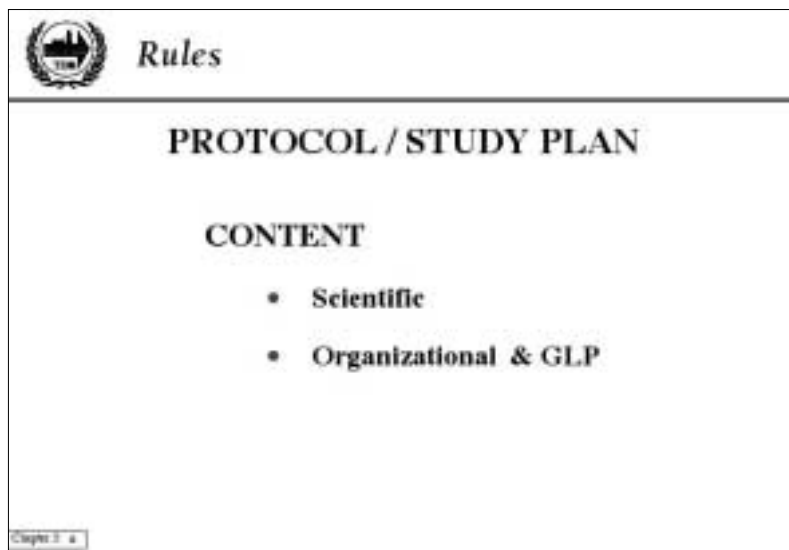 Rules
PROTOCOL / STUDY PLAN
CONTENT
• Scientific
• Organizational & GLP